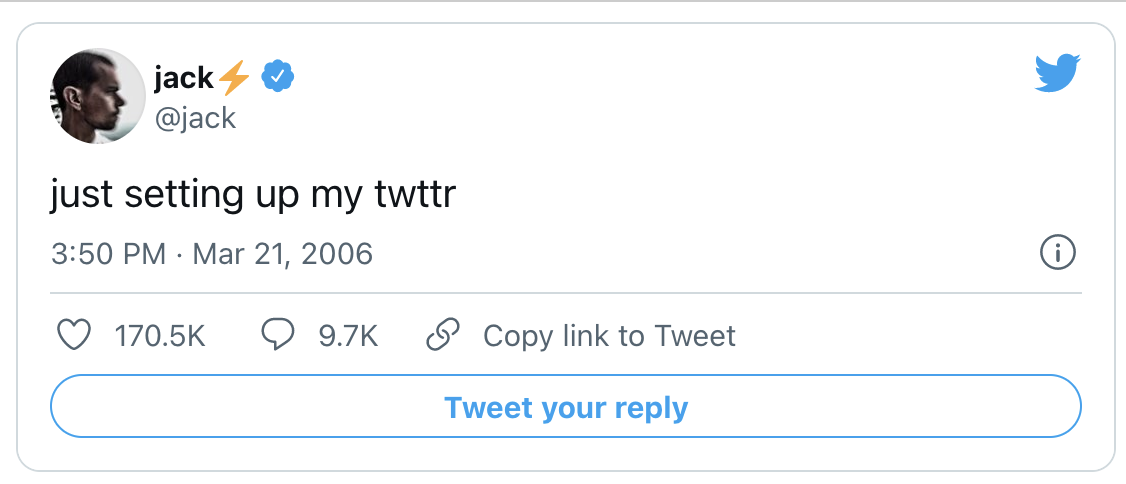 jack⚡
@jack
just setting up my twttr
3:50 PM · Mar 21, 2006
170.5K 9.7K Copy link to Tweet
Tweet your reply